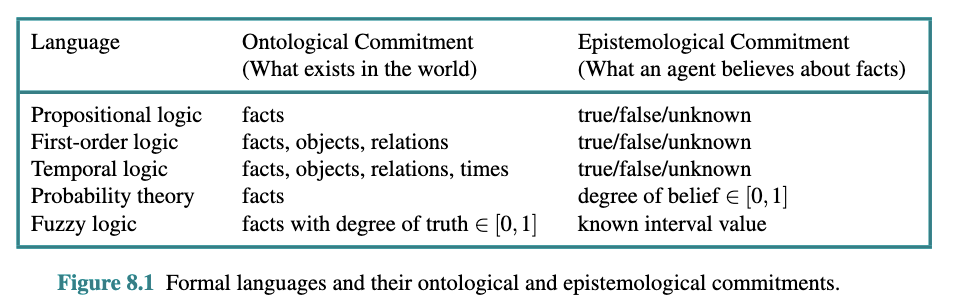 Language Ontological Commitment Epistemological Commitment
(What exists in the world) (What an agent believes about facts)
Propositional logic facts true/false/unknown
First-order logic facts, objects, relations true/false/unknown
Temporal logic facts, objects, relations, times true/false/unknown
Probability theory facts degree of belief ∈ [0,1]
Fuzzy logic facts with degree of truth ∈ [0,1] known interval value
Figure 8.1 Formal languages and their ontological and epistemological commitments.